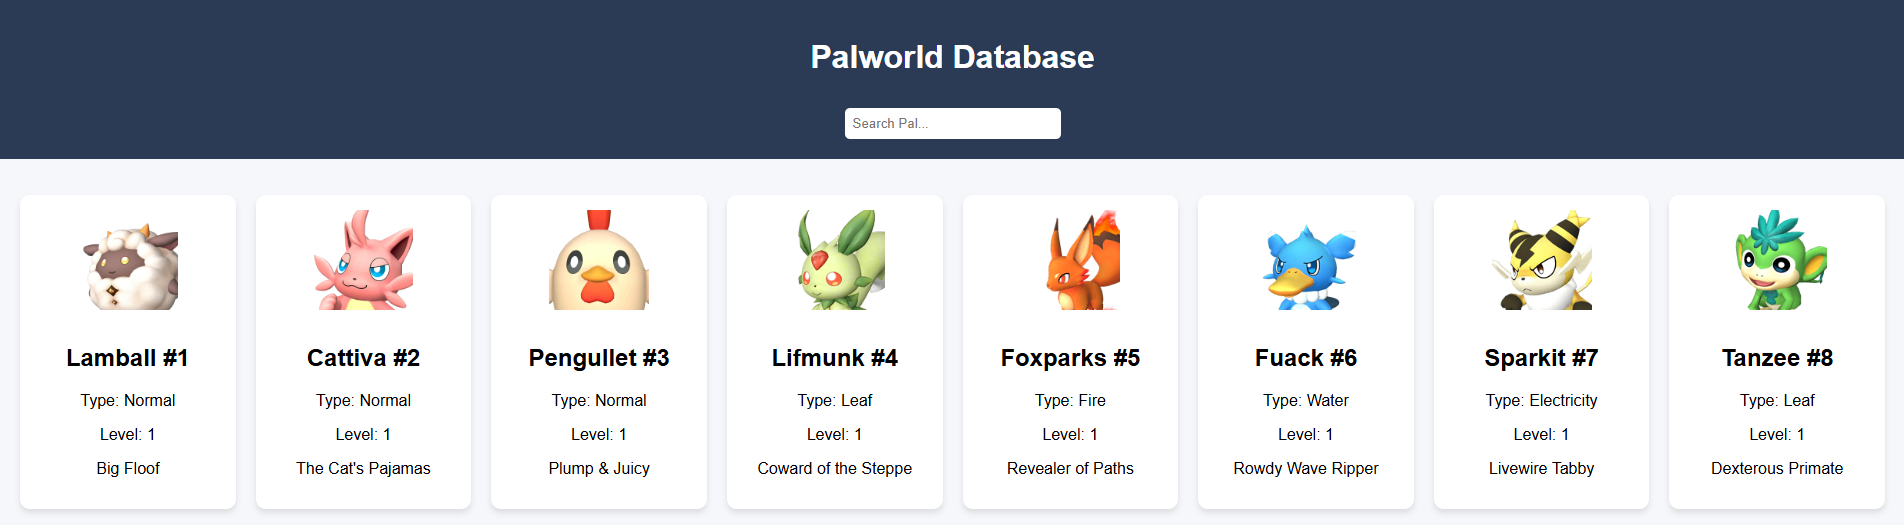 Palworld Database
Search Pal...
Lamball #1
Type: Normal
Level: 1
Big Floof
Cattiva #2
Type: Normal
Level: 1
The Cat's Pajamas
Pengullet #3
Type: Normal
Level: 1
Plump & Juicy
Lifmunk #4
Type: Leaf
Level: 1
Coward of the Steppe
Foxparks #5
Type: Fire
Level: 1
Revealer of Paths
Fuack #6
Type: Water
Level: 1
Rowdy Wave Ripper
Sparkit #7
Type: Electricity
Level: 1
Livewire Tabby
Tanzee #8
Type: Leaf
Level: 1
Dexterous Primate